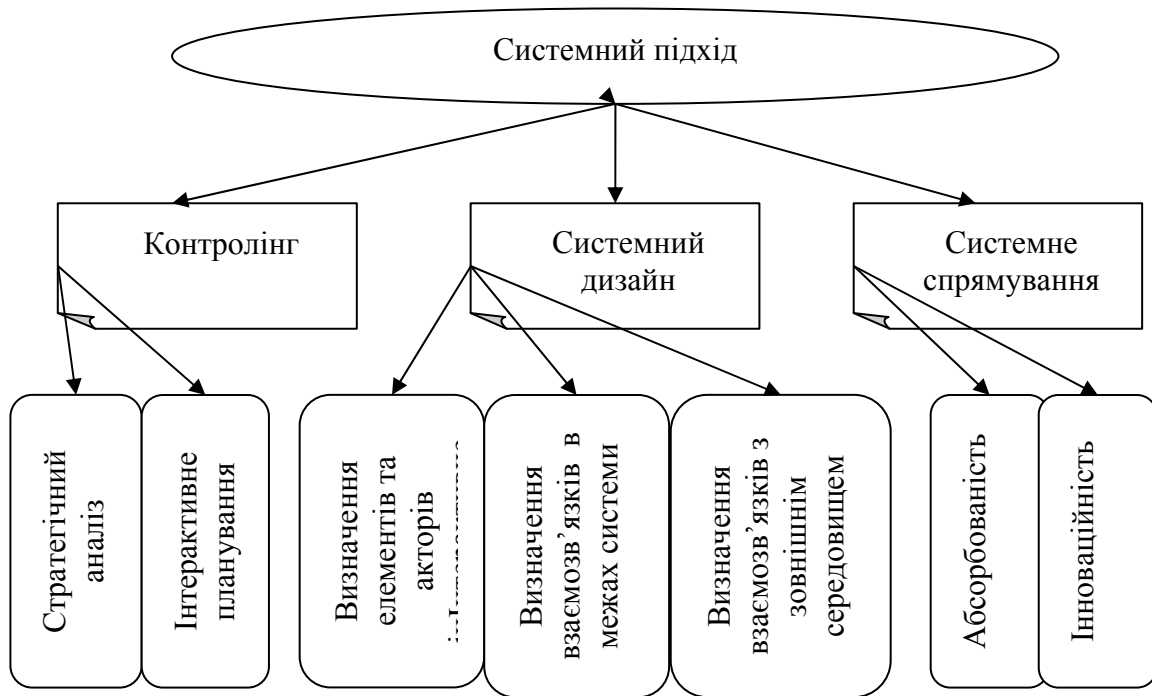 Системний підхід
Контролінг
Системний
дизайн
Системне
спрямування
Стратегічний
аналіз
Інтерактивне
планування
Визначення
елементів та
акторів
Визначення
взаємозв’язків в
межах системи
Визначення
взаємозв’язків з
зовнішнім
середовищем
Абсорбованість
Інноваційність